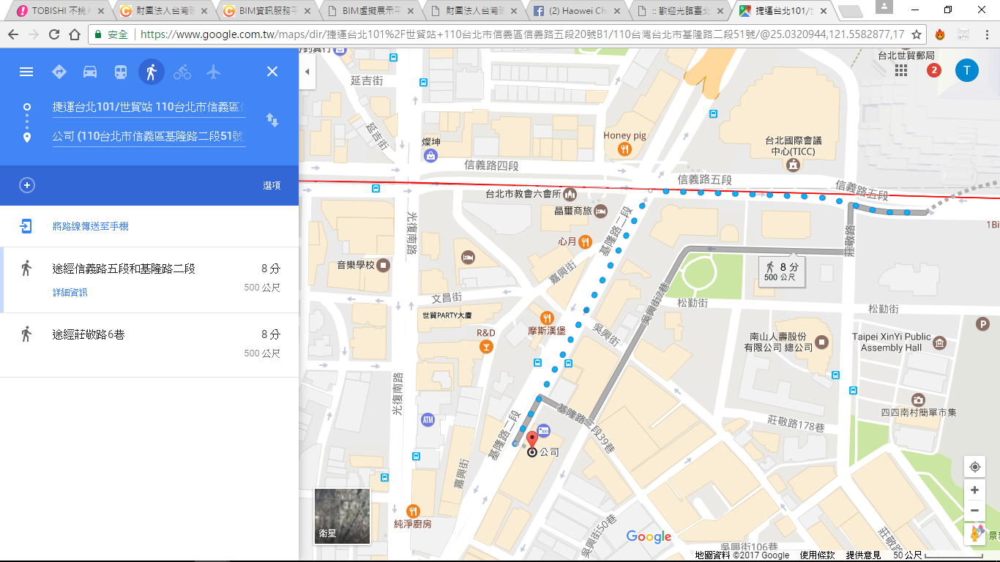 TOBISHI 不挑
財團法人台灣建
BIM資訊服務平
BIM虛擬展示平
財團法人台灣
(2) Haowei Ch
:: 歡迎光臨臺北
捷運台北101/t
安全
https://www.google.com.tw/maps/dir/捷運台北101%2F世貿站+110台北市信義區信義路五段20號B1/110台灣台北市基隆路二段51號/@25.0320944,121.5582877,17
捷運台北101/世貿站 110台北市信義區
公司 (110台北市信義區基隆路二段51號
選項
將路線傳送至手機
途經信義路五段和基隆路二段
8 分
500 公尺
詳細資訊
途經莊敬路6巷
8 分
500 公尺
台北世貿郵局
2
T
延吉街
延吉街
燦坤
Honey pig
台北國際會議
中心(TICC)
信義路四段
信義路五段
信義路五段
台北市教會六會所
晶璽商旅
光復南路
基隆路二段
心月
莊敬路
1Bi
音樂學校
嘉興街
8 分
500 公尺
文昌街
吳興街7巷
松勤街
松勤街
世貿PARTY大廈
摩斯漢堡
吳興街
R&D
南山人壽股份
有限公司 總公司
Taipei XinYi Public
Assembly Hall
P
光復南路
四四南村簡單市集
ATM
基隆路二段39巷
莊敬路178巷
基隆路二段
公司
嘉興街
純淨廚房
吳興街50巷
莊敬路
衛星
Google
吳興街106巷
地圖資料 ©2017 Google
使用條款
提供意見
50 公尺